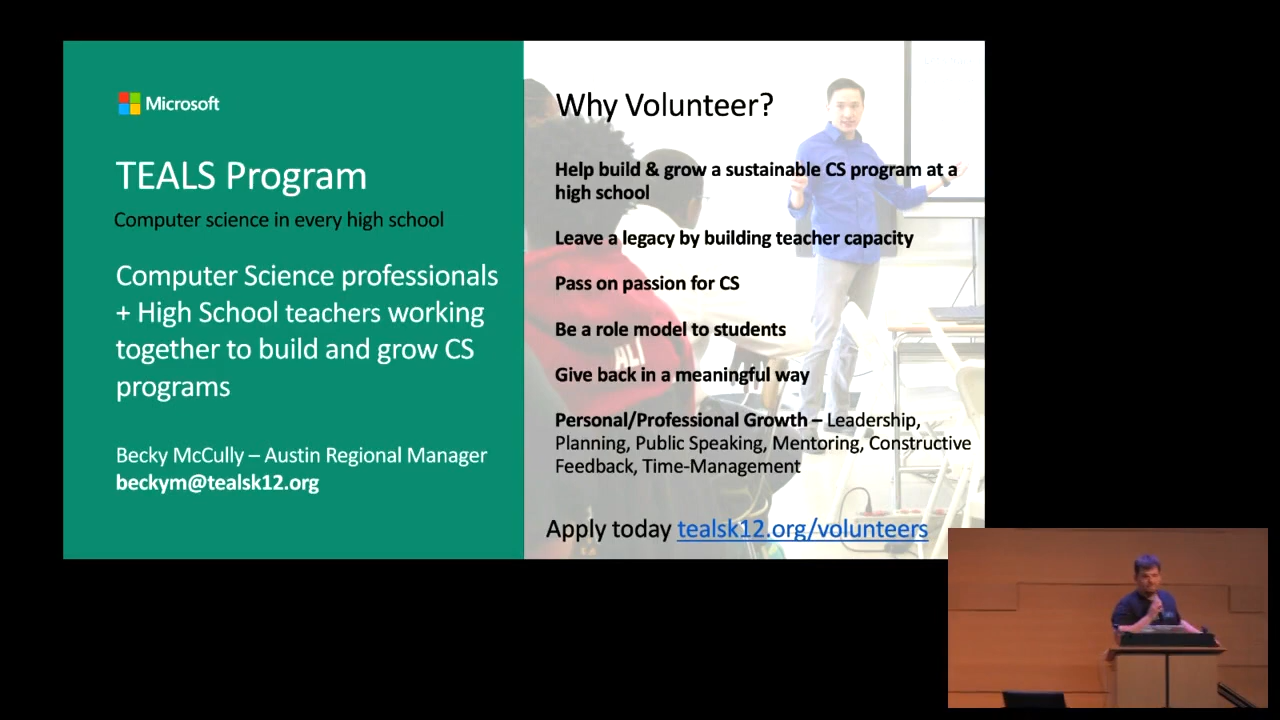 Microsoft
TEALS Program
Computer science in every high school
Computer Science professionals
+ High School teachers working
together to build and grow CS
programs
Becky McCully – Austin Regional Manager
beckym@tealsk12.org
Why Volunteer?
Help build & grow a sustainable CS program at a
high school
Leave a legacy by building teacher capacity
Pass on passion for CS
Be a role model to students
Give back in a meaningful way
Personal/Professional Growth – Leadership,
Planning, Public Speaking, Mentoring, Constructive
Feedback, Time-Management
Apply today tealsk12.org/volunteers
ALI